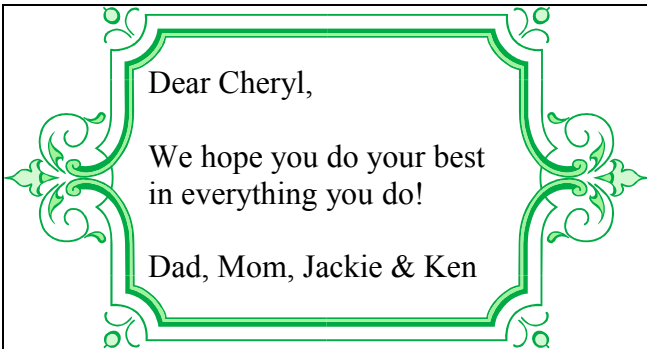 Dear Cheryl,
We hope you do your best
in everything you do!
Dad, Mom, Jackie & Ken